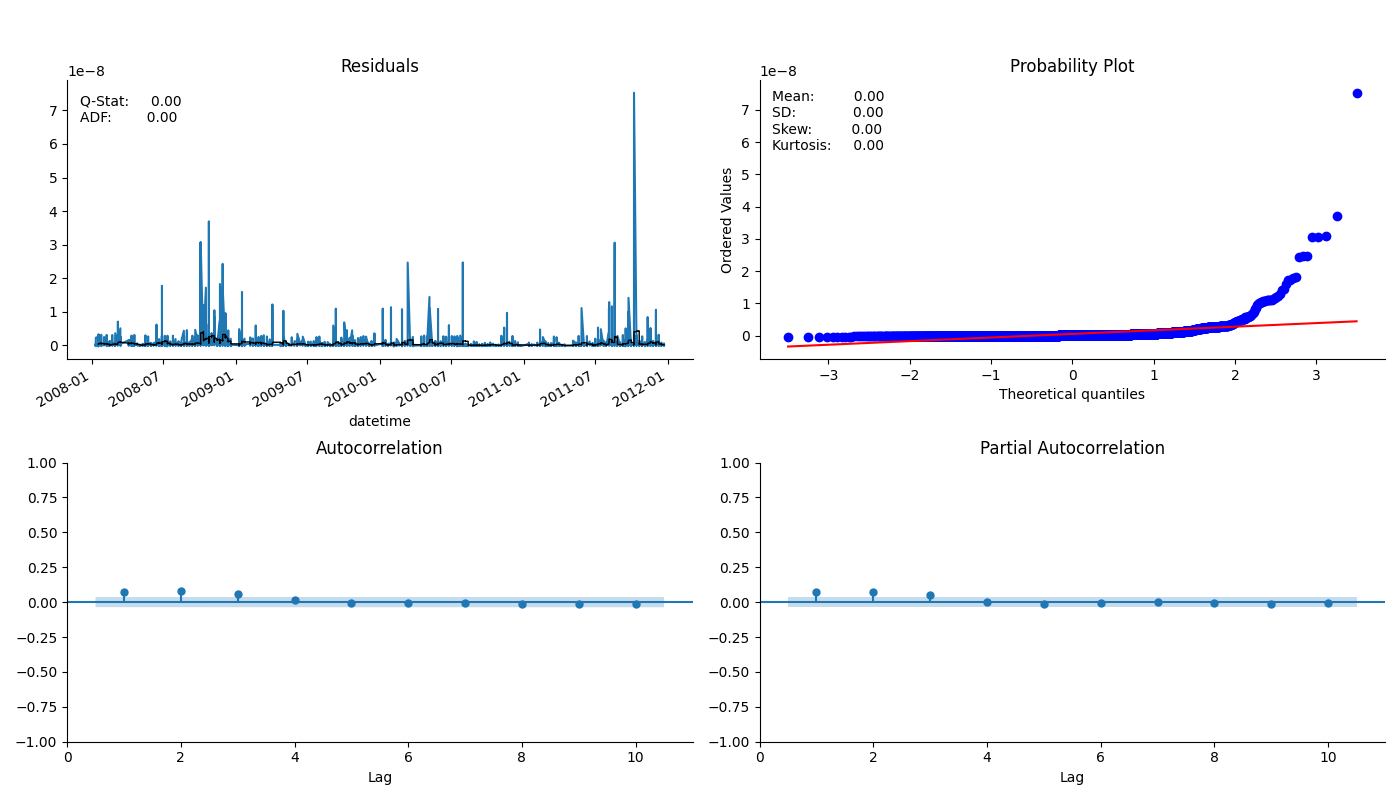 Residuals
1e−8
Q-Stat: 0.00
ADF: 0.00
7
6
5
4
3
2
1
0
2008-01
2008-07
2009-01
2009-07
2010-01
2010-07
2011-01
2011-07
2012-01
datetime
Probability Plot
1e−8
Mean: 0.00
SD: 0.00
Skew: 0.00
Kurtosis: 0.00
Ordered Values
7
6
5
4
3
2
1
0
−3 −2 −1 0 1 2 3
Theoretical quantiles
Autocorrelation
1.00
0.75
0.50
0.25
0.00
−0.25
−0.50
−0.75
−1.00
0 2 4 6 8 10
Lag
Partial Autocorrelation
1.00
0.75
0.50
0.25
0.00
−0.25
−0.50
−0.75
−1.00
0 2 4 6 8 10
Lag